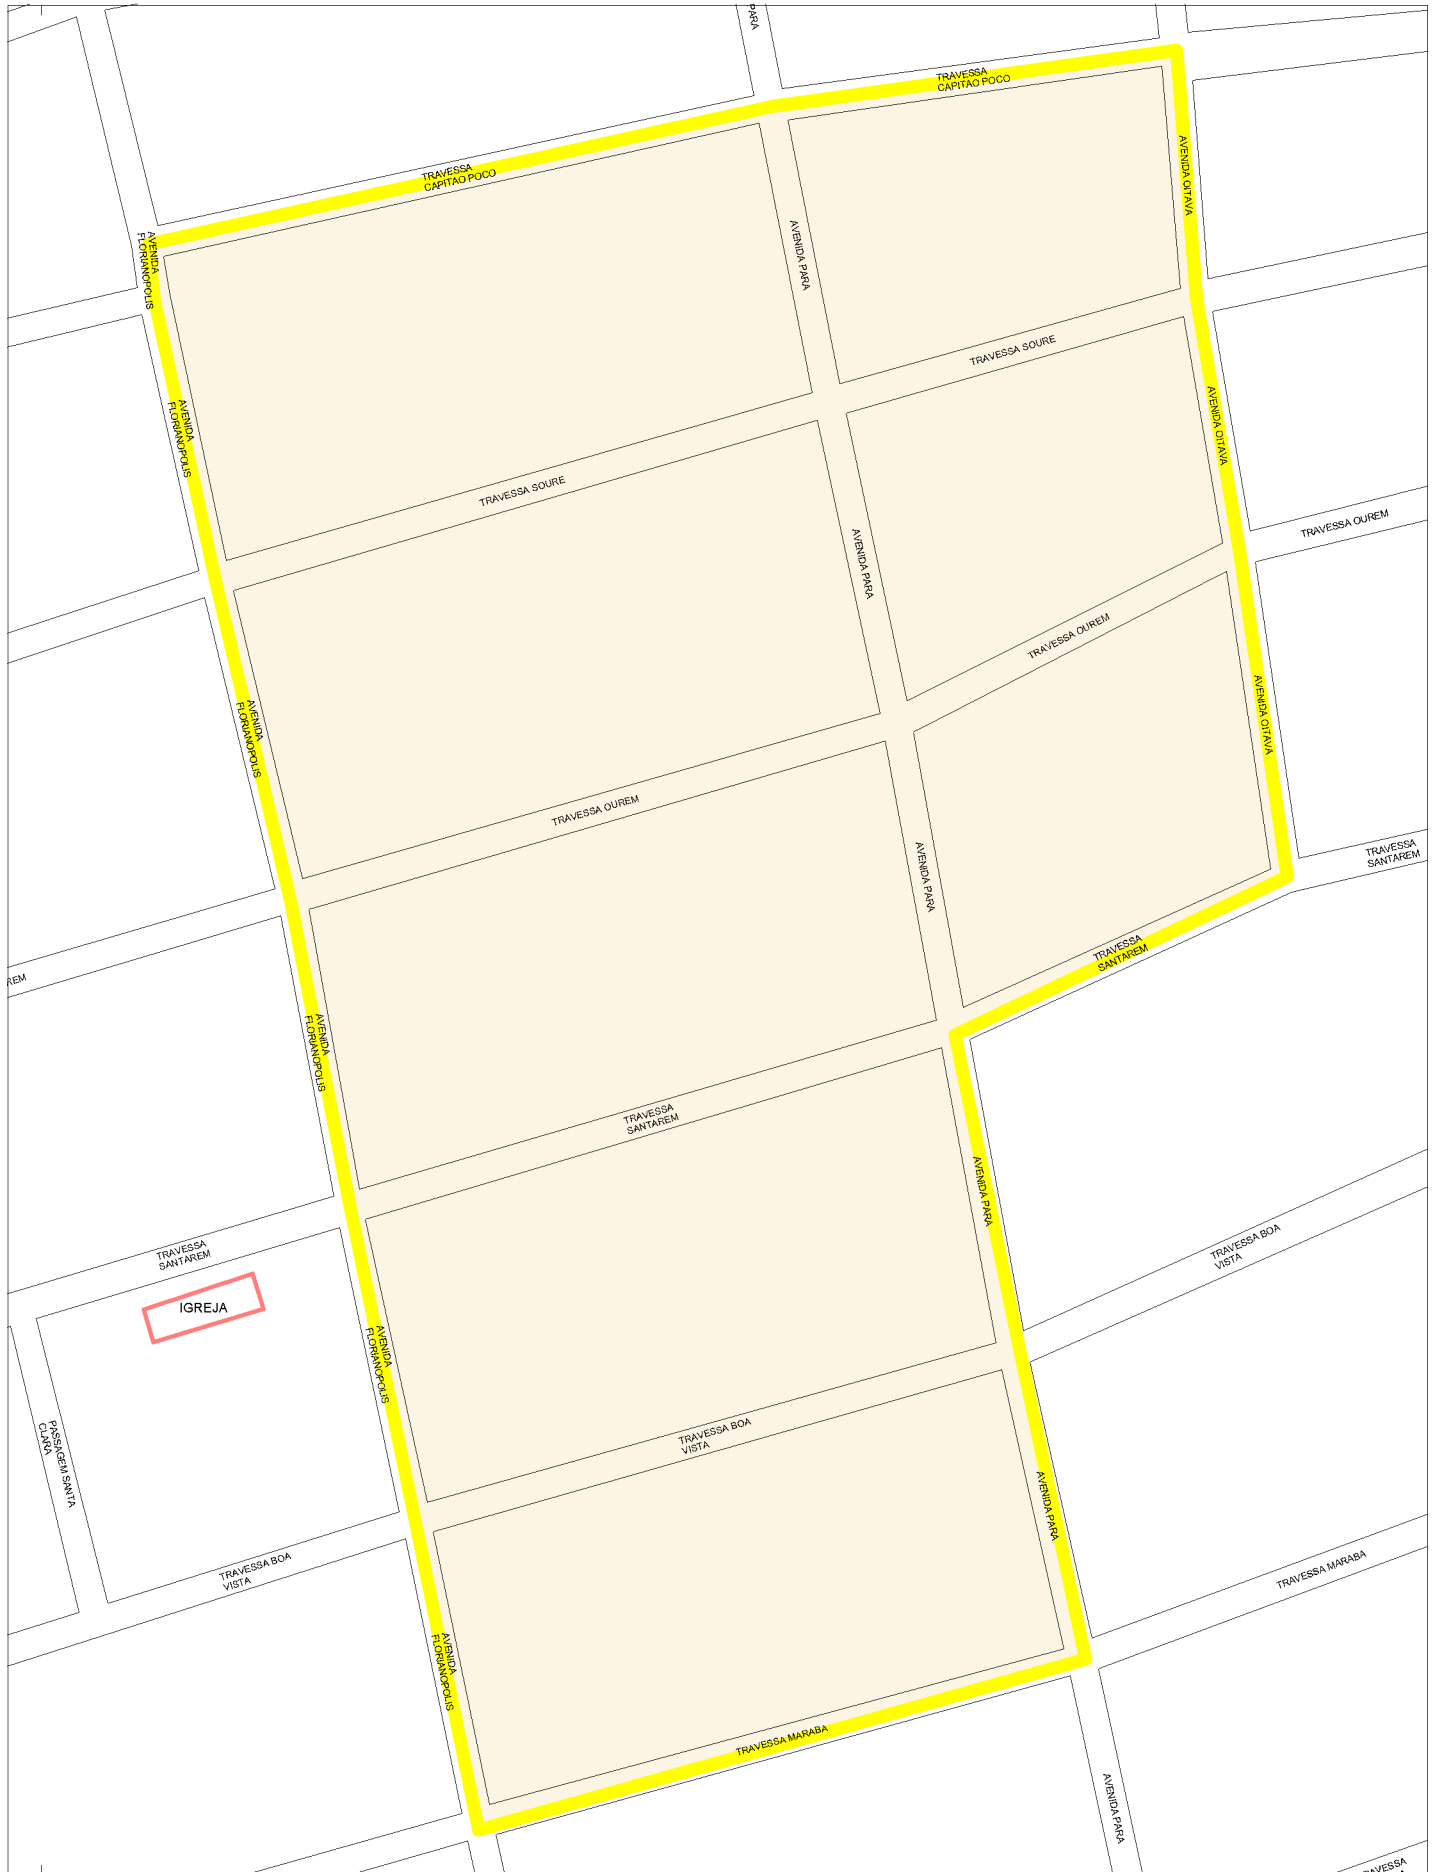 PARA
TRAVESSA
CAPITAO POCO
TRAVESSA
CAPITAO POCO
AVENIDA OITAVA
AVENIDA
FLORIANOPOLIS
AVENIDA PARA
TRAVESSA SOURE
AVENIDA
FLORIANOPOLIS
AVENIDA OITAVA
TRAVESSA SOURE
TRAVESSA OUREM
AVENIDA PARA
TRAVESSA OUREM
AVENIDA
FLORIANOPOLIS
AVENIDA OITAVA
TRAVESSA OUREM
TRAVESSA
SANTAREM
AVENIDA PARA
TRAVESSA
SANTAREM
REM
AVENIDA
FLORIANOPOLIS
TRAVESSA
SANTAREM
AVENIDA PARA
TRAVESSA
SANTAREM
TRAVESSA BOA
VISTA
IGREJA
AVENIDA
FLORIANOPOLIS
TRAVESSA BOA
VISTA
PASSAGEM SANTA
CLARA
AVENIDA PARA
TRAVESSA BOA
VISTA
TRAVESSA MARABA
AVENIDA
FLORIANOPOLIS
TRAVESSA MARABA
AVENIDA PARA
AVESSA